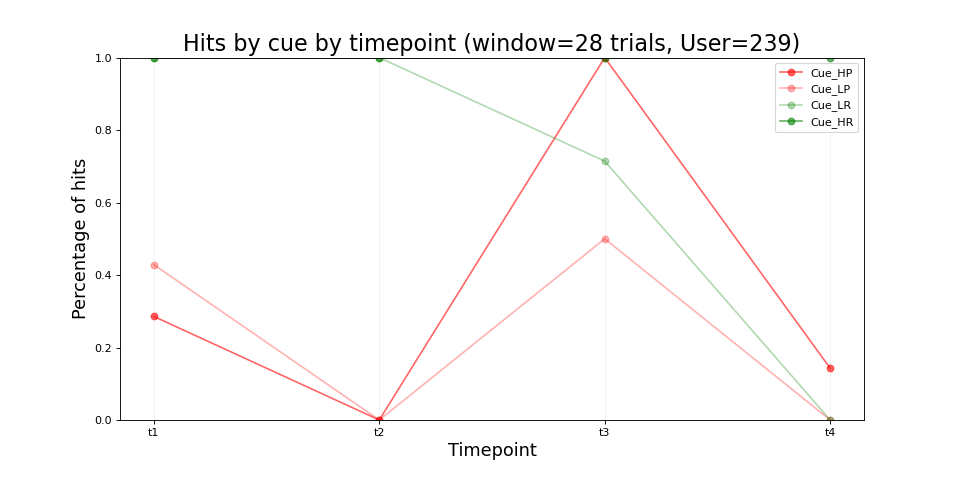 Hits by cue by timepoint (window=28 trials, User=239)
Percentage of hits
1.0
0.8
0.6
0.4
0.2
0.0
Cue_HP
Cue_LP
Cue_LR
Cue_HR
t1 t2 t3 t4
Timepoint